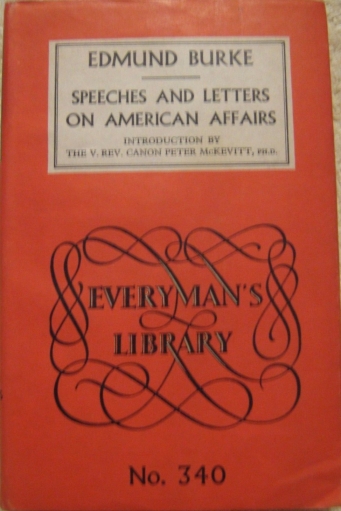 EDMUND BURKE
SPEECHES AND LETTERS
ON AMERICAN AFFAIRS
INTRODUCTION BY
THE V. REV. CANON PETER McKEVITT, PH.D.
EVERYMAN'S
LIBRARY
No. 340